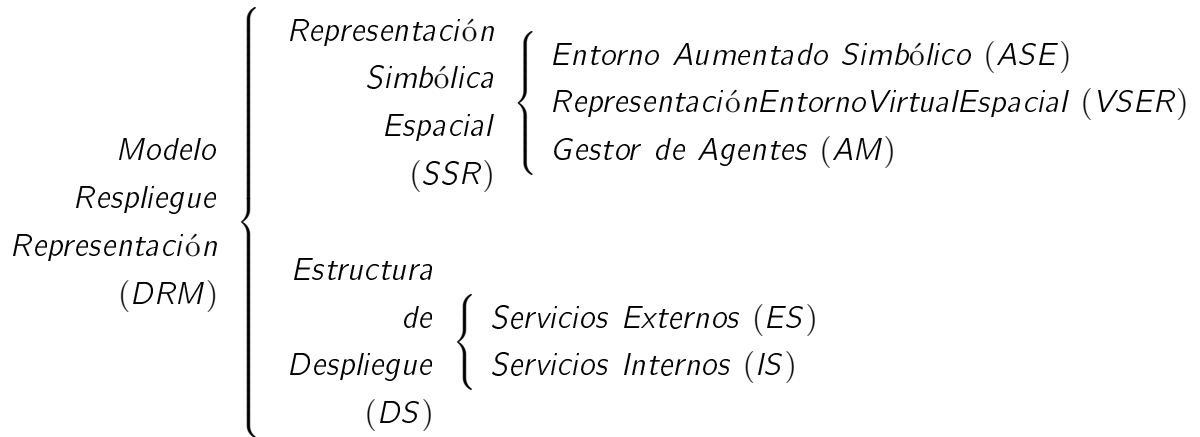 Modelo
Respliegue
Representación
(DRM)
Representación
Simbólica
Espacial
(SSR)
Entorno Aumentado Simbólico (ASE)
RepresentaciónEntornoVirtualEspacial (VSER)
Gestor de Agentes (AM)
Estructura
de
Despliegue
(DS)
Servicios Externos (ES)
Servicios Internos (IS)